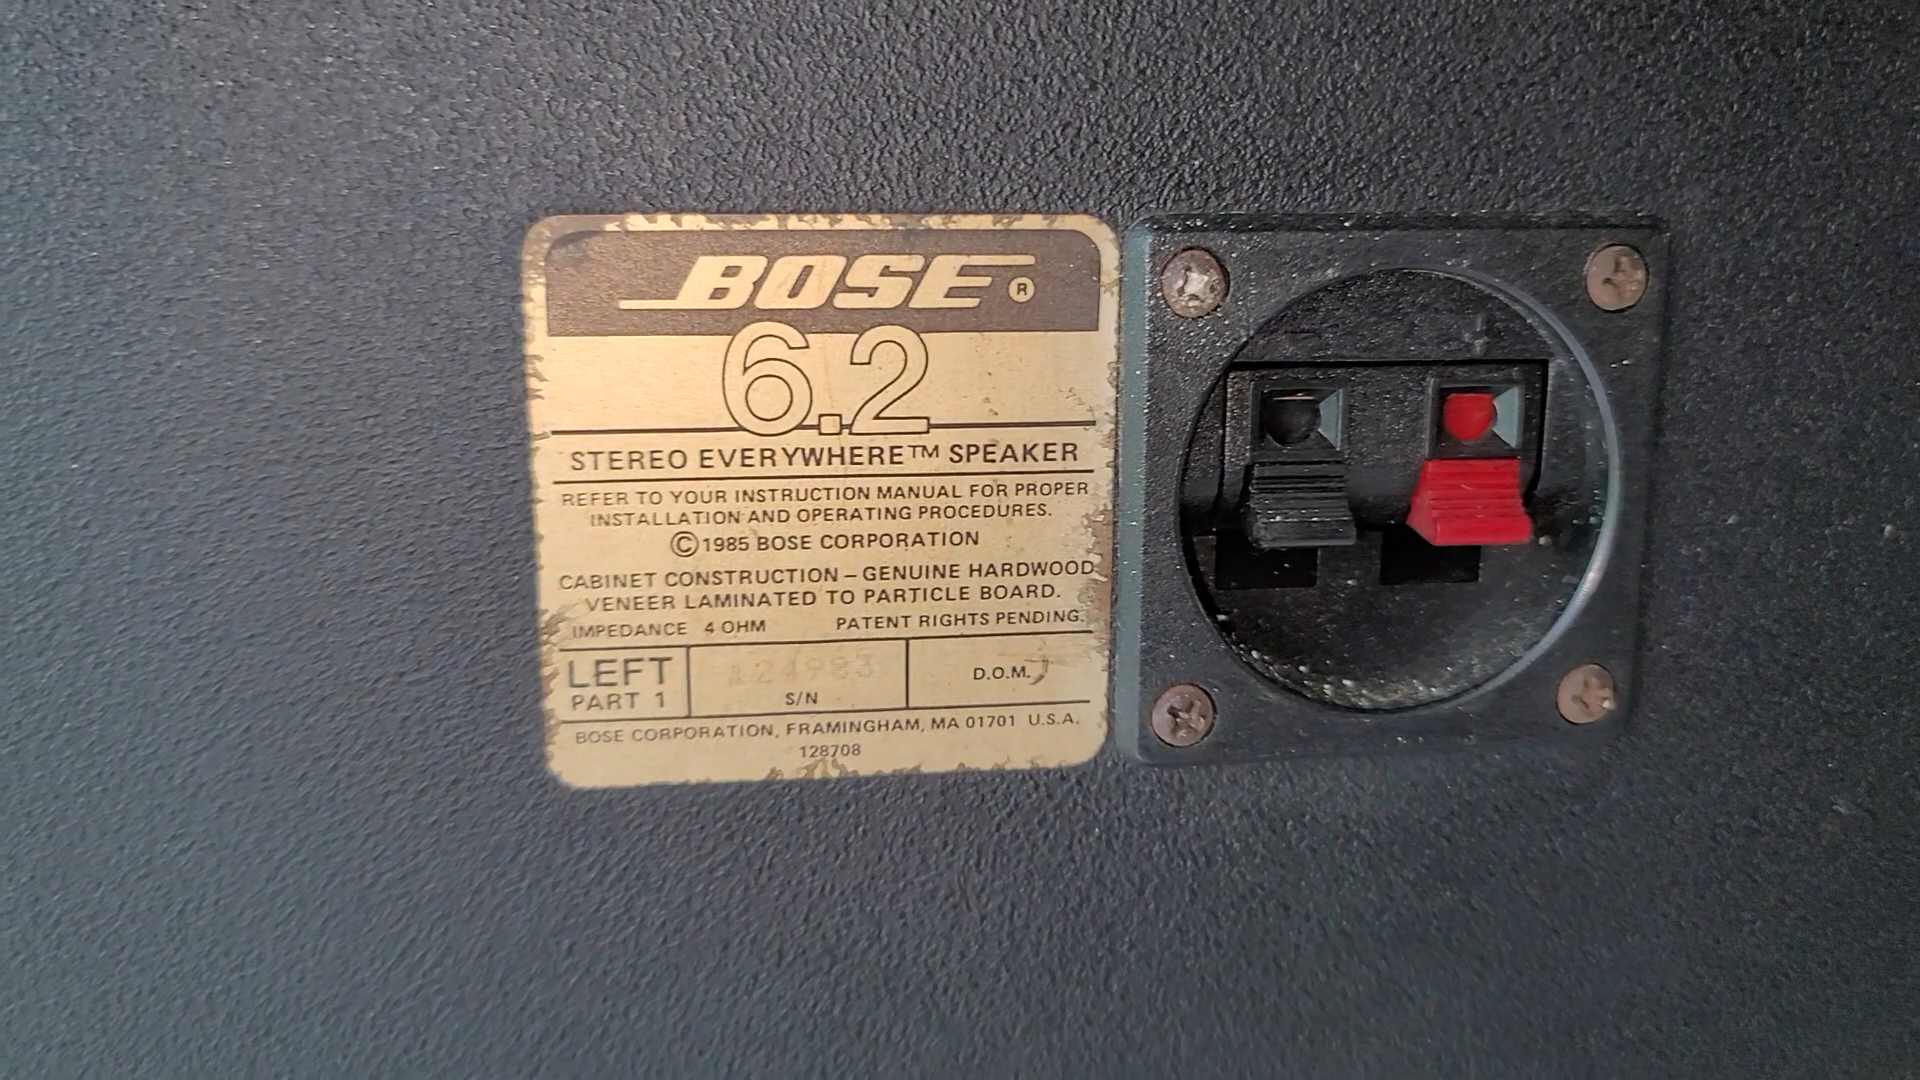 BOSE®
6.2
STEREO EVERYWHERE™ SPEAKER
REFER TO YOUR INSTRUCTION MANUAL FOR PROPER
INSTALLATION AND OPERATING PROCEDURES.
©1985 BOSE CORPORATION
CABINET CONSTRUCTION – GENUINE HARDWOOD
VENEER LAMINATED TO PARTICLE BOARD.
IMPEDANCE 4 OHM PATENT RIGHTS PENDING.
LEFT
PART 1
S/N
D.O.M.
BOSE CORPORATION, FRAMINGHAM, MA 01701 U.S.A.
128708